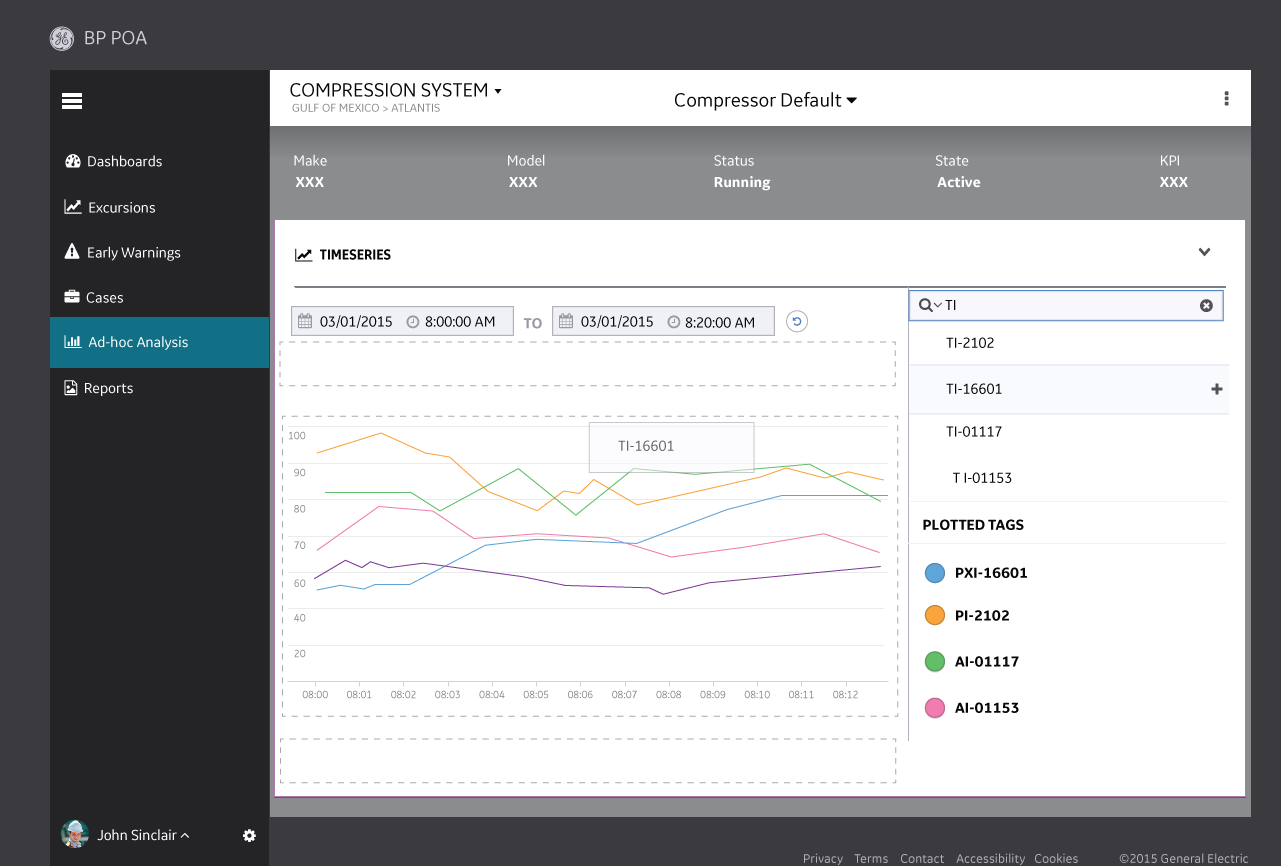 BP POA
COMPRESSION SYSTEM
GULF OF MEXICO > ATLANTIS
Compressor Default
Dashboards
Excursions
Early Warnings
Cases
Ad-hoc Analysis
Reports
John Sinclair
Make
XXX
Model
XXX
Status
Running
State
Active
KPI
XXX
TIMESERIES
03/01/2015 8:00:00 AM TO 03/01/2015 8:20:00 AM
TI-16601
100
90
80
70
60
40
20
08:00 08:01 08:02 08:03 08:04 08:05 08:06 08:07 08:08 08:09 08:10 08:11 08:12
TI
TI-2102
TI-16601
TI-01117
T I-01153
PLOTTED TAGS
PXI-16601
PI-2102
AI-01117
AI-01153
Privacy Terms Contact Accessibility Cookies ©2015 General Electric